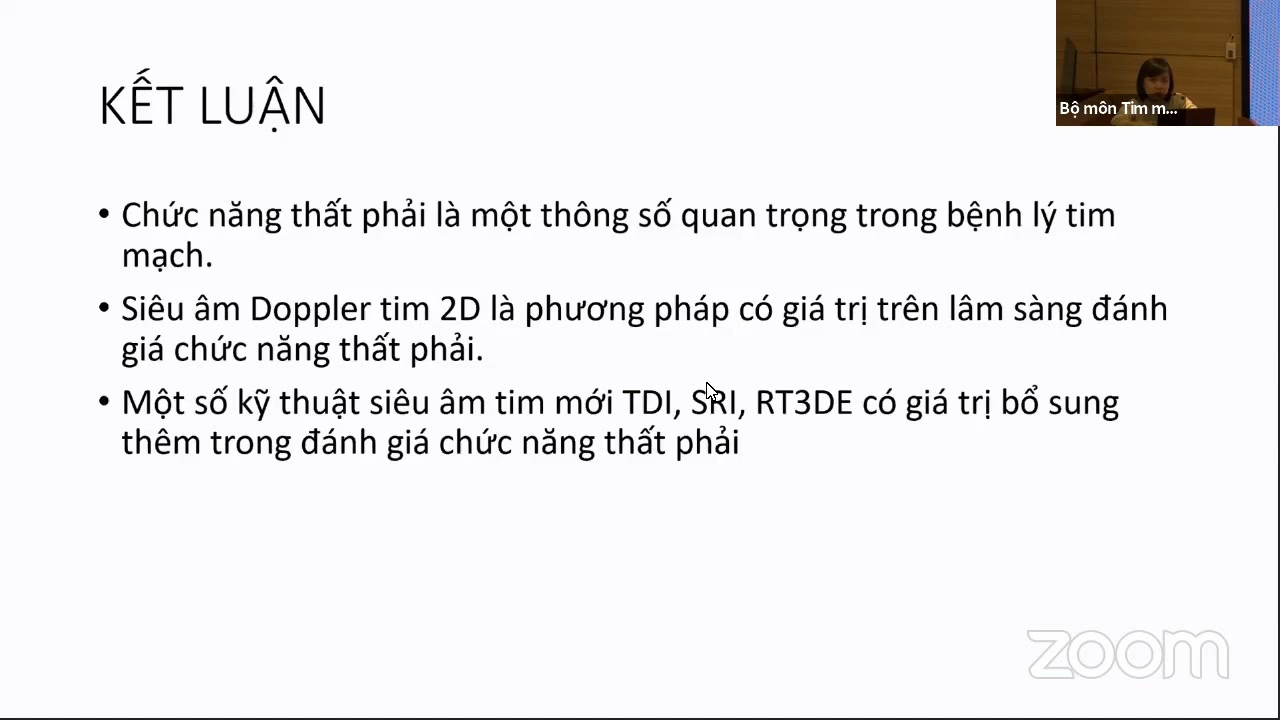 KẾT LUẬN
Bộ môn Tim m...
• Chức năng thất phải là một thông số quan trọng trong bệnh lý tim
mạch.
• Siêu âm Doppler tim 2D là phương pháp có giá trị trên lâm sàng đánh
giá chức năng thất phải.
• Một số kỹ thuật siêu âm tim mới TDI, SRI, RT3DE có giá trị bổ sung
thêm trong đánh giá chức năng thất phải
zoom